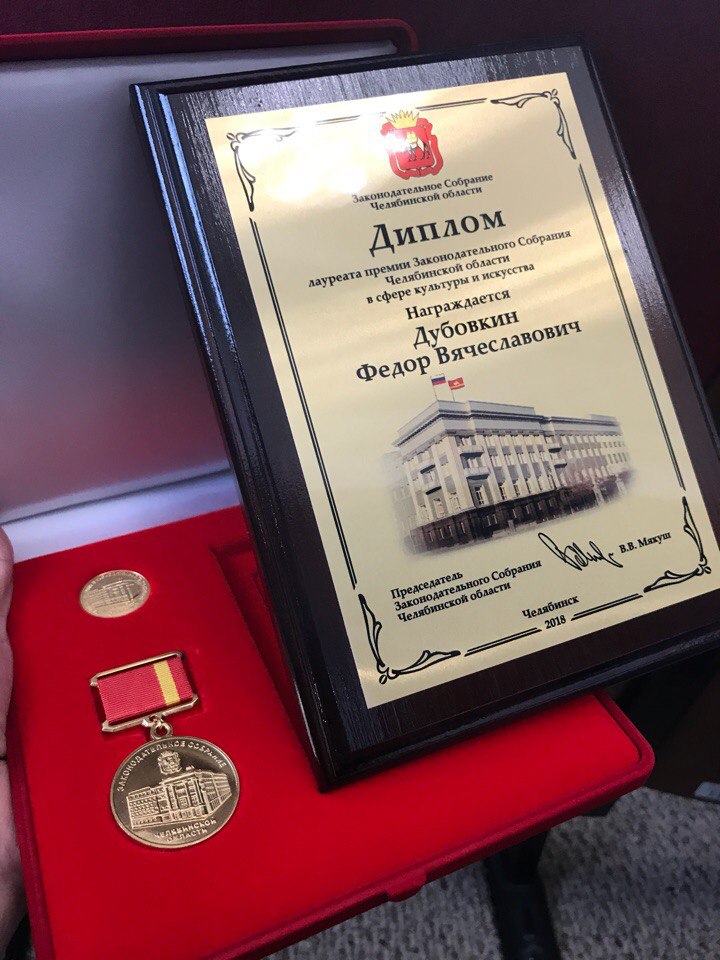 Законодательное Собрание
Челябинской области
Диплом
лауреата премии Законодательного Собрания
Челябинской области
в сфере культуры и искусства
Награждается
Дубовкин
Федор Вячеславович
Председатель
Законодательного Собрания
Челябинской области
В.В. Мякуш
Челябинск
2018
ЗАКОНОДАТЕЛЬНОЕ СОБРАНИЕ
ЧЕЛЯБИНСКОЙ
ОБЛАСТЬ